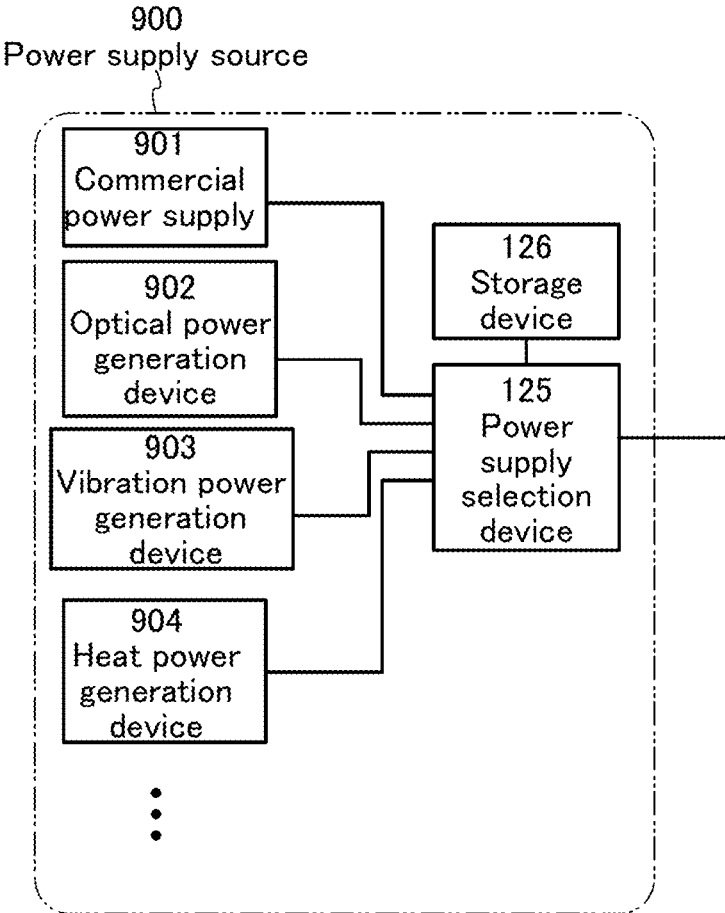 900
Power supply source
901
Commercial
power supply
902
Optical power
generation
device
903
Vibration power
generation
device
904
Heat power
generation
device
126
Storage
device
125
Power
supply
selection
device